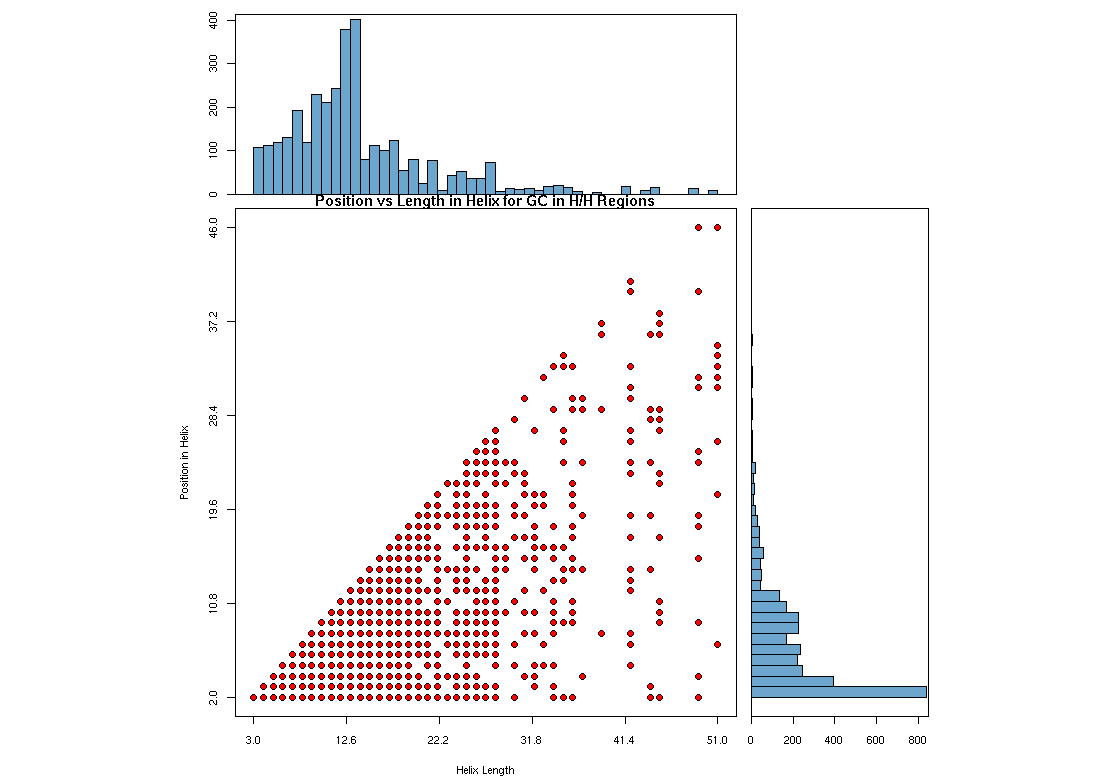 400
300
200
100
0
Position vs Length in Helix for GC in H/H Regions
46.0
37.2
28.4
19.6
10.8
2.0
Position in Helix
3.0 12.6 22.2 31.8 41.4 51.0
Helix Length
0 200 400 600 800